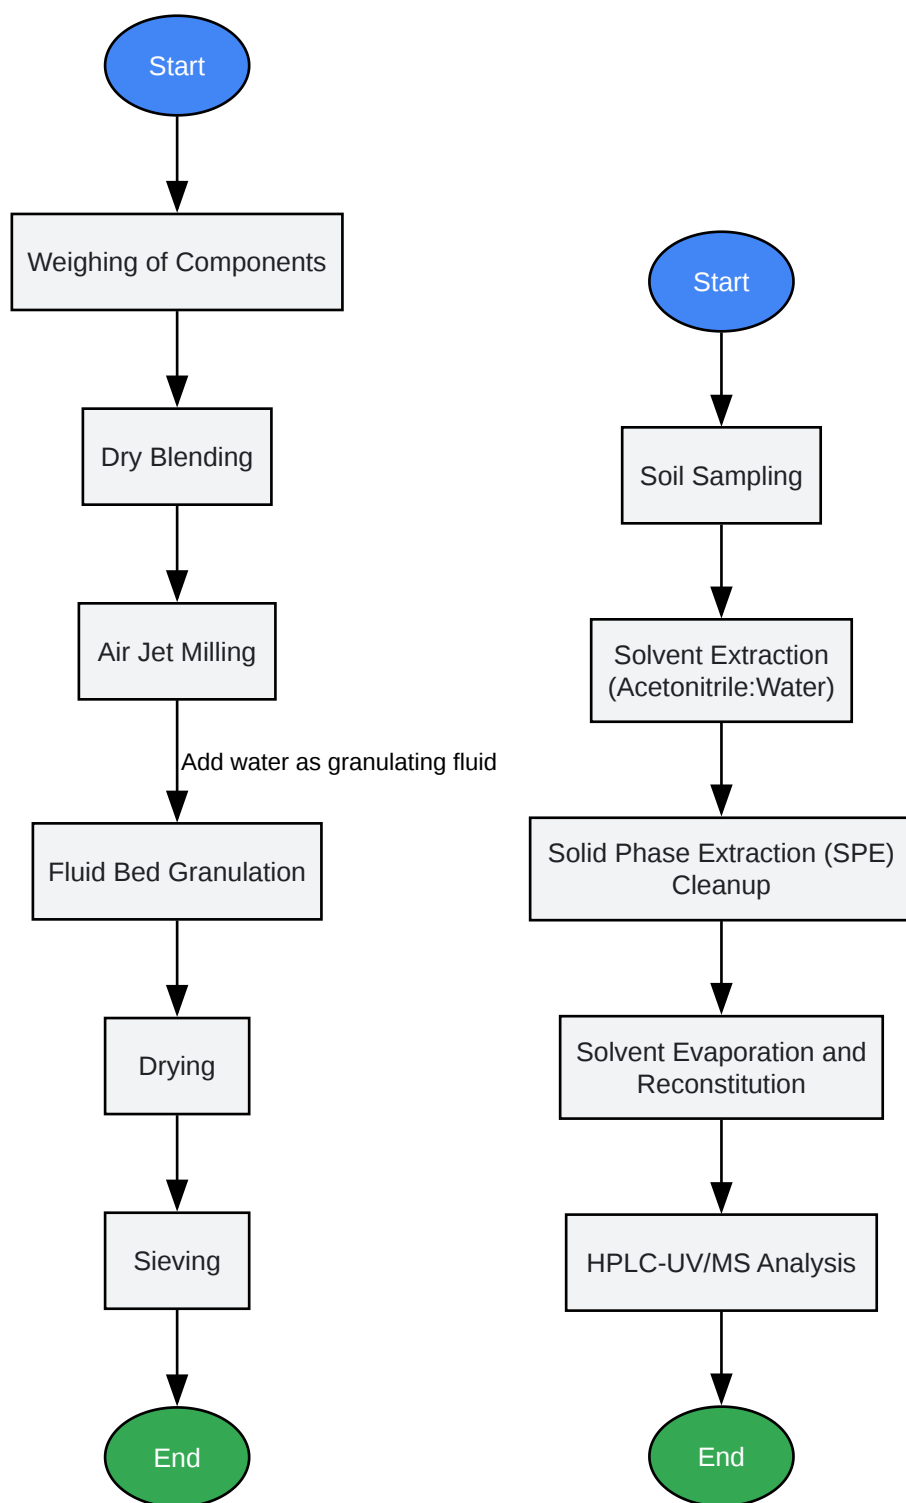 Start
Weighing of Components
Dry Blending
Air Jet Milling
Add water as granulating fluid
Fluid Bed Granulation
Drying
Sieving
End
Start
Soil Sampling
Solvent Extraction
(Acetonitrile:Water)
Solid Phase Extraction (SPE)
Cleanup
Solvent Evaporation and
Reconstitution
HPLC-UV/MS Analysis
End